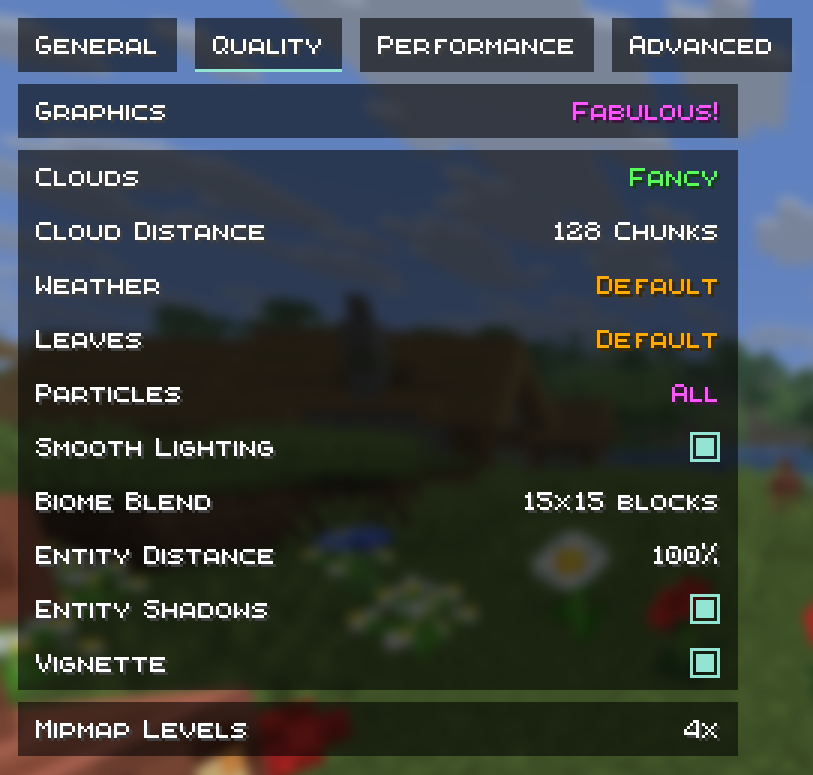 General Quality Performance Advanced
Graphics Fabulous!
Clouds Fancy
Cloud Distance 128 Chunks
Weather Default
Leaves Default
Particles All
Smooth Lighting
Biome Blend 15x15 blocks
Entity Distance 100%
Entity Shadows
Vignette
Mipmap Levels 4x